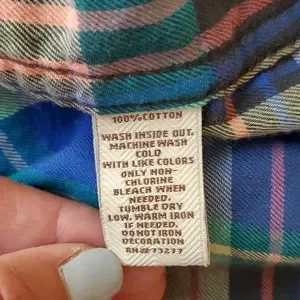 100% COTTON
WASH INSIDE OUT.
MACHINE WASH
COLD
WITH LIKE COLORS
ONLY NON-
CHLORINE
BLEACH WHEN
NEEDED.
TUMBLE DRY
LOW. WARM IRON
IF NEEDED.
DO NOT IRON
DECORATION
RN# 73277